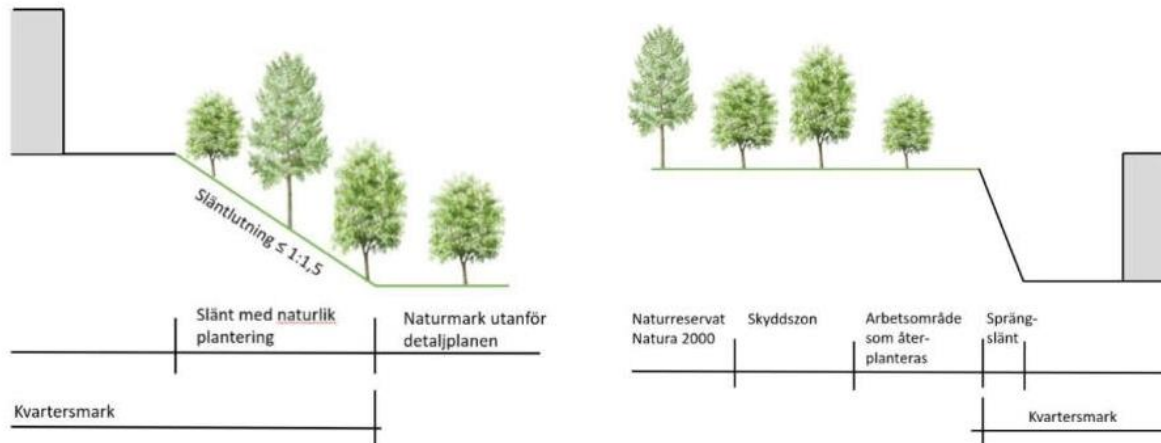 Släntlutning ≤ 1:1,5
Slänt med naturlik
plantering
Naturmark utanför
detaljplanen
Kvartersmark
Naturreservat
Natura 2000
Skyddszon
Arbetsområde
som åter-
planteras
Spräng-
slänt
Kvartersmark